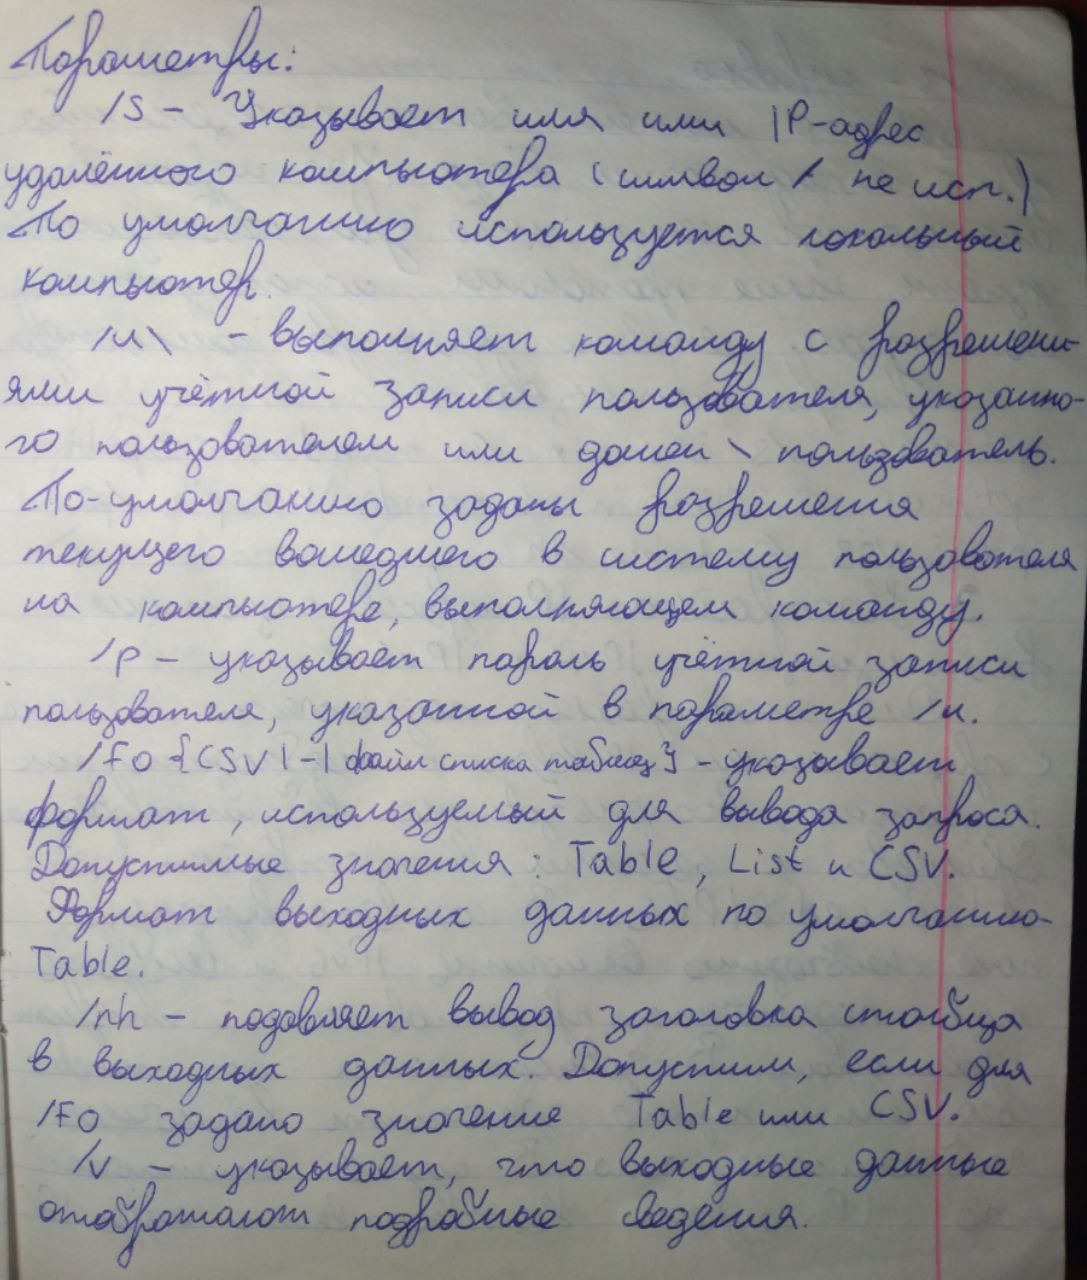 Параметры:
/S – Указывает имя или IP-адрес
удалённого компьютера (символ / не исп.)
По умолчанию используется локальный
компьютер.
/u\ – выполняет команду с разрешени-
ями учётной записи пользователя, указанно-
го пользователем или домен \ пользователь.
По-умолчанию заданы разрешения
текущего вошедшего в систему пользователя
на компьютере, выполняющем команду.
/p – указывает пароль учётной записи
пользователя, указанной в параметре /u.
/Fo {CSV|-| файл списка таблиц} – указывает
формат, используемый для вывода запроса.
Допустимые значения: Table, List и CSV.
Формат выходных данных по умолчанию-
Table.
/nh – подавляет вывод заголовка столбца
в выходных данных. Допустим, если для
/Fo задано значение Table или CSV.
/v – указывает, что выходные данные
отображают подробные сведения.